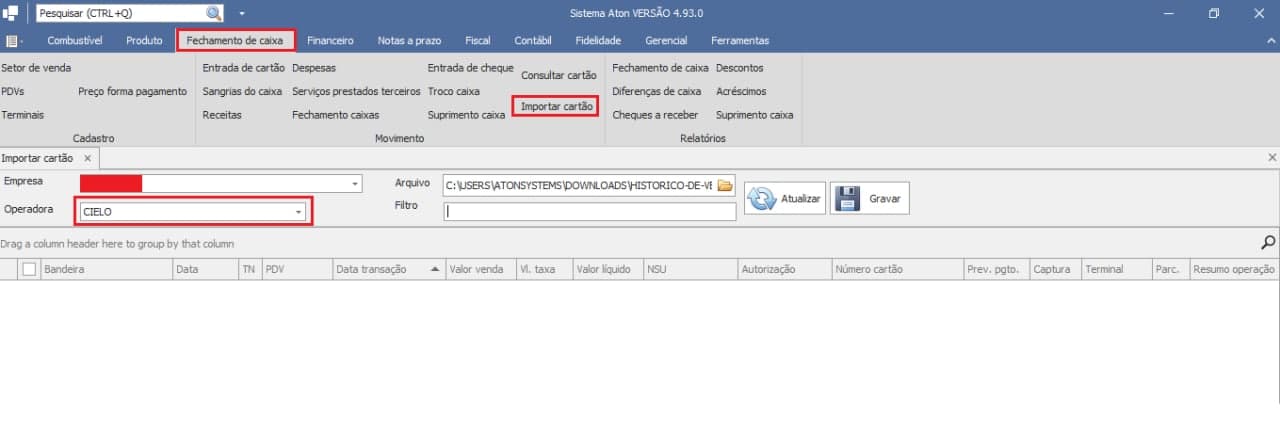 Pesquisar (CTRL+Q)
Sistema Aton VERSÃO 4.93.0
Combustível Produto Fechamento de caixa Financeiro Notas a prazo Fiscal Contábil Fidelidade Gerencial Ferramentas
Setor de venda
PDVs Preço forma pagamento
Terminais
Cadastro
Entrada de cartão Despesas Entrada de cheque Consultar cartão
Sangrias do caixa Serviços prestados terceiros Troco caixa Importar cartão
Receitas Fechamento caixas Suprimento caixa
Movimento
Fechamento de caixa Descontos
Diferenças de caixa Acréscimos
Cheques a receber Suprimento caixa
Relatórios
Importar cartão
Empresa Arquivo C:\USERS\ATONSYSTEMS\DOWNLOADS\HISTORICO-DE-VE
Operadora CIELO Filtro
Atualizar Gravar
Drag a column header here to group by that column
Bandeira Data TN PDV Data transação Valor venda Vl. taxa Valor líquido NSU Autorização Número cartão Prev. pgto. Captura Terminal Parc. Resumo operação